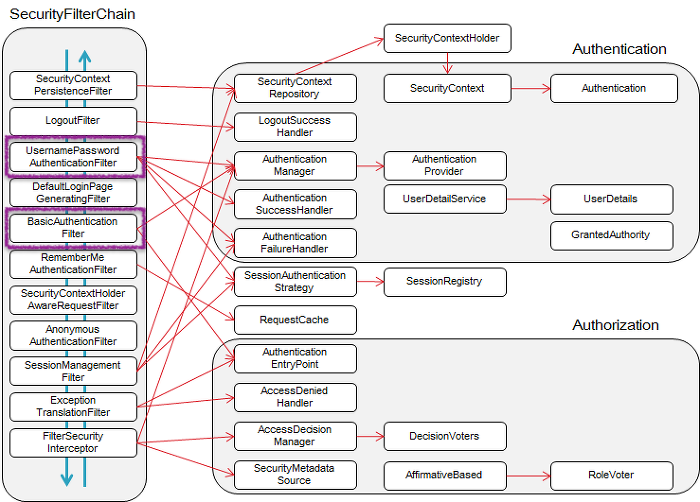 SecurityFilterChain
SecurityContext
PersistenceFilter
LogoutFilter
UsernamePassword
AuthenticationFilter
DefaultLoginPage
GeneratingFilter
BasicAuthentication
Filter
RememberMe
AuthenticationFilter
SecurityContextHolder
AwareRequestFilter
Anonymous
AuthenticationFilter
SessionManagement
Filter
Exception
TranslationFilter
FilterSecurity
Interceptor
SecurityContextHolder
Authentication
SecurityContext
Repository
SecurityContext
Authentication
LogoutSuccess
Handler
Authentication
Manager
Authentication
Provider
Authentication
SuccessHandler
UserDetailService
UserDetails
Authentication
FailureHandler
GrantedAuthority
SessionAuthentication
Strategy
SessionRegistry
RequestCache
Authorization
Authentication
EntryPoint
AccessDenied
Handler
AccessDecision
Manager
DecisionVoters
SecurityMetadata
Source
AffirmativeBased
RoleVoter